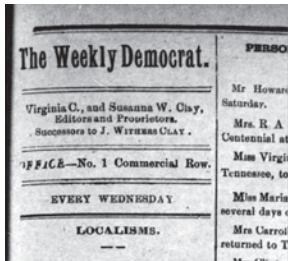 The Weekly Democrat.
Virginia C., and Susanna W. Clay,
Editors and Proprietors.
Successors to J. WITHERS CLAY.
OFFICE—No. 1 Commercial Row.
EVERY WEDNESDAY
LOCALISMS.
PERSO
Mr Howard
Saturday.
Mrs. R A
Centennial at
Miss Virgi
Tennessee, to
Miss Maria
several days
Mrs Carrol
returned to T